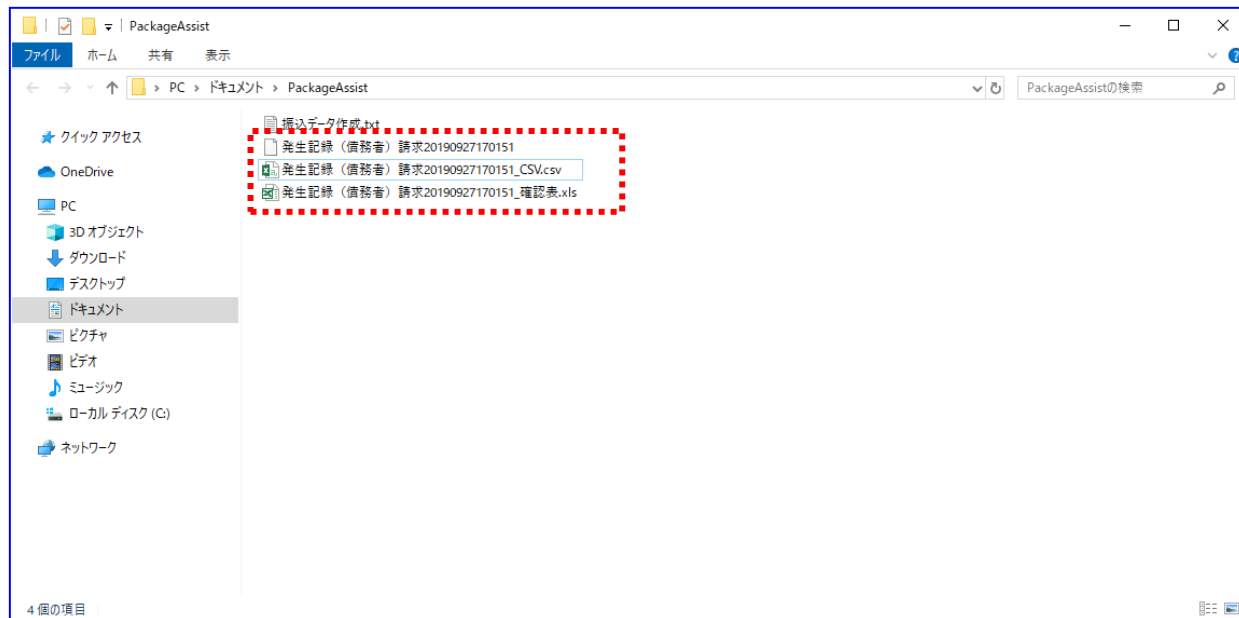 PackageAssist
ファイル ホーム 共有 表示
PC ドキュメント PackageAssist PackageAssistの検索
クイック アクセス
OneDrive
PC
3D オブジェクト
ダウンロード
デスクトップ
ドキュメント
ピクチャ
ビデオ
ミュージック
ローカル ディスク (C:)
ネットワーク
振込データ作成.txt
発生記録（債務者）請求20190927170151
発生記録（債務者）請求20190927170151_CSV.csv
発生記録（債務者）請求20190927170151_確認表.xls
4 個の項目